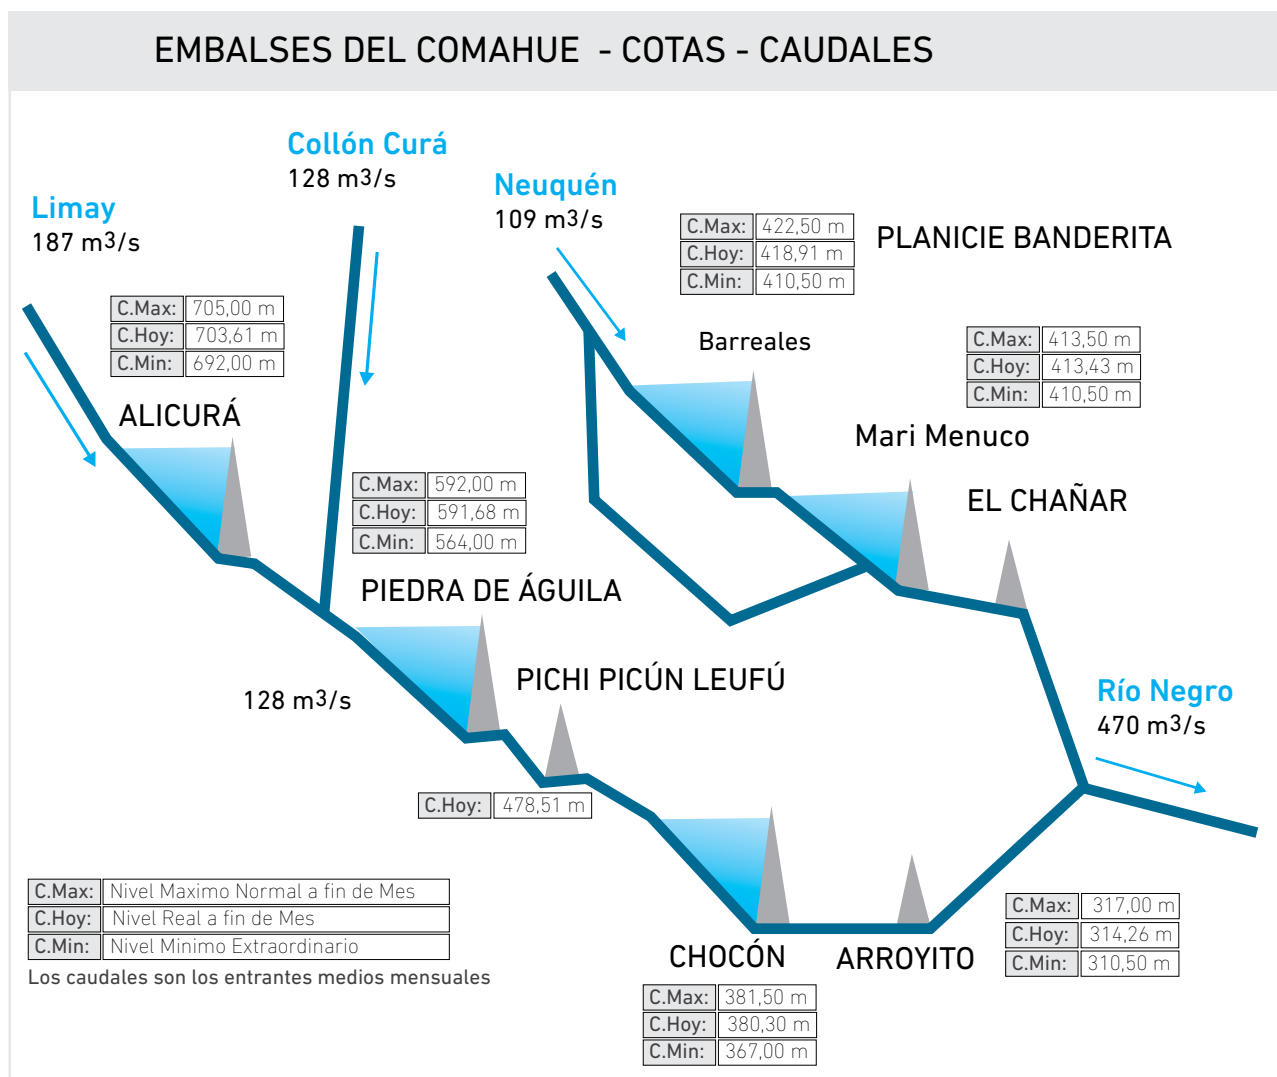 EMBALSES DEL COMAHUE - COTAS - CAUDALES
Collón Curá
128 m3/s
Neuquén
109 m3/s
Limay
187 m3/s
C.Max: 422,50 m
C.Hoy: 418,91 m
C.Min: 410,50 m
PLANICIE BANDERITA
C.Max: 705,00 m
C.Hoy: 703,61 m
C.Min: 692,00 m
Barreales
C.Max: 413,50 m
C.Hoy: 413,43 m
C.Min: 410,50 m
ALICURÁ
Mari Menuco
C.Max: 592,00 m
C.Hoy: 591,68 m
C.Min: 564,00 m
EL CHAÑAR
PIEDRA DE ÁGUILA
128 m3/s
PICHI PICÚN LEUFÚ
Río Negro
470 m3/s
C.Hoy: 478,51 m
C.Max: Nivel Maximo Normal a fin de Mes
C.Hoy: Nivel Real a fin de Mes
C.Min: Nivel Minimo Extraordinario
Los caudales son los entrantes medios mensuales
CHOCÓN
ARROYITO
C.Max: 317,00 m
C.Hoy: 314,26 m
C.Min: 310,50 m
C.Max: 381,50 m
C.Hoy: 380,30 m
C.Min: 367,00 m